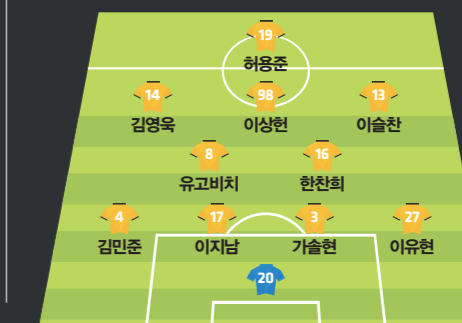 19
허용준
14 98 13
김영욱 이상헌 이슬찬
8 16
유고비치 한찬희
4 17 3 27
김민준 이지남 가솔현 이유현
20